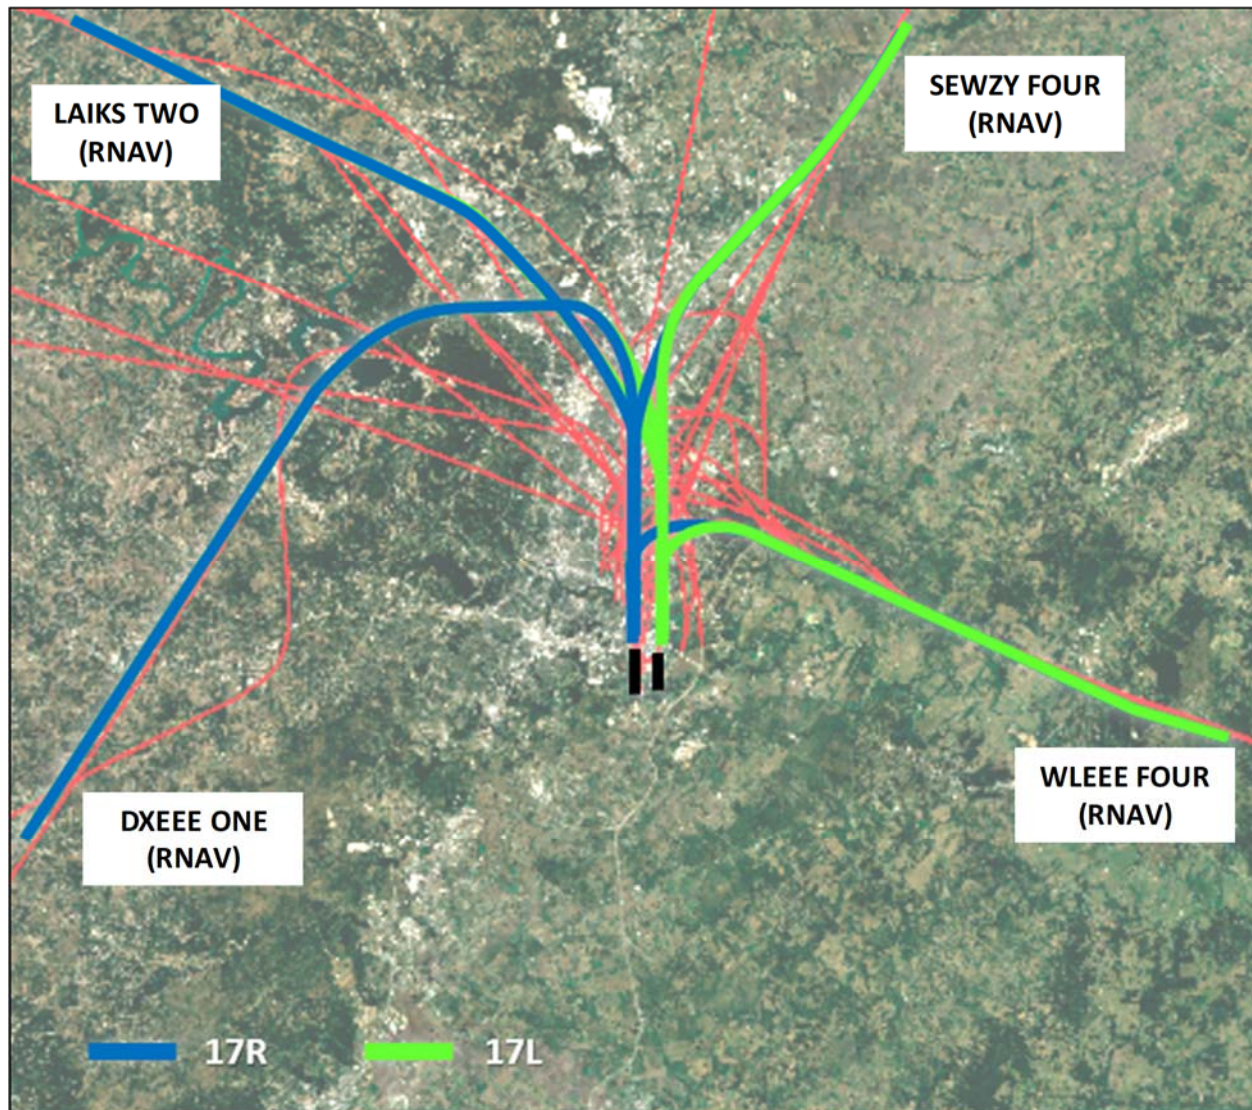 LAIKS TWO
(RNAV)
SEWZY FOUR
(RNAV)
DXEEE ONE
(RNAV)
WLEEE FOUR
(RNAV)
17R
17L